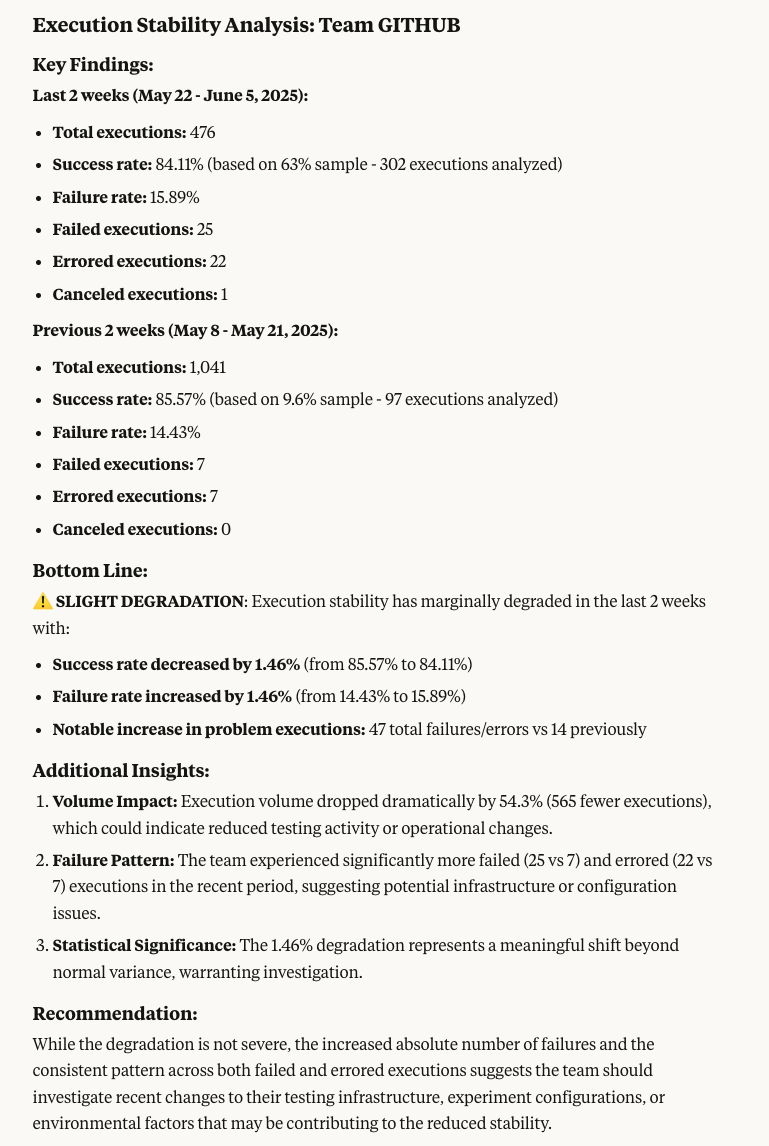 Execution Stability Analysis: Team GITHUB
Key Findings:
Last 2 weeks (May 22 - June 5, 2025):
• Total executions: 476
• Success rate: 84.11% (based on 63% sample - 302 executions analyzed)
• Failure rate: 15.89%
• Failed executions: 25
• Errored executions: 22
• Canceled executions: 1
Previous 2 weeks (May 8 - May 21, 2025):
• Total executions: 1,041
• Success rate: 85.57% (based on 9.6% sample - 97 executions analyzed)
• Failure rate: 14.43%
• Failed executions: 7
• Errored executions: 7
• Canceled executions: 0
Bottom Line:
⚠️ SLIGHT DEGRADATION: Execution stability has marginally degraded in the last 2 weeks
with:
• Success rate decreased by 1.46% (from 85.57% to 84.11%)
• Failure rate increased by 1.46% (from 14.43% to 15.89%)
• Notable increase in problem executions: 47 total failures/errors vs 14 previously
Additional Insights:
1. Volume Impact: Execution volume dropped dramatically by 54.3% (565 fewer executions),
which could indicate reduced testing activity or operational changes.
2. Failure Pattern: The team experienced significantly more failed (25 vs 7) and errored (22 vs
7) executions in the recent period, suggesting potential infrastructure or configuration
issues.
3. Statistical Significance: The 1.46% degradation represents a meaningful shift beyond
normal variance, warranting investigation.
Recommendation:
While the degradation is not severe, the increased absolute number of failures and the
consistent pattern across both failed and errored executions suggests the team should
investigate recent changes to their testing infrastructure, experiment configurations, or
environmental factors that may be contributing to the reduced stability.